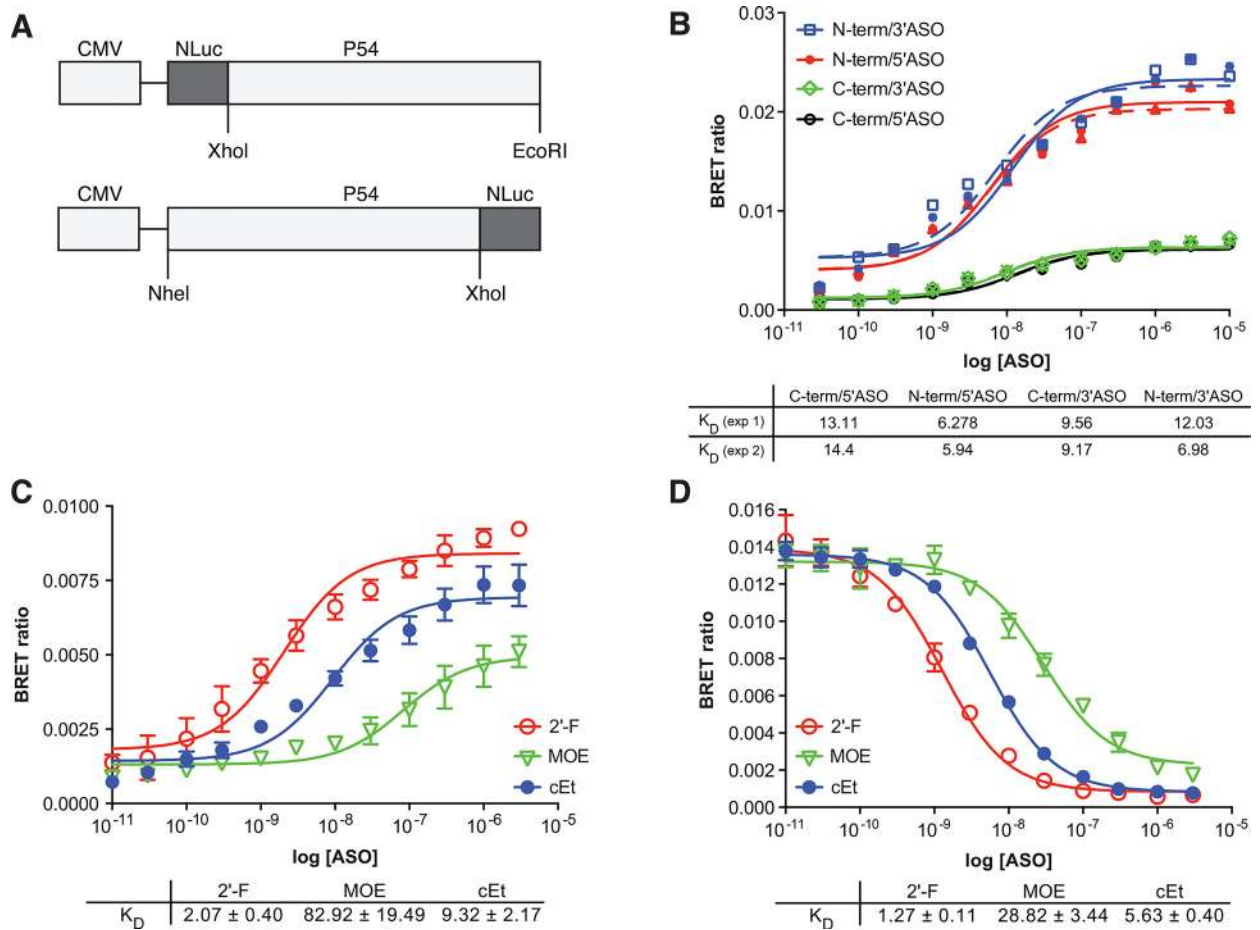 A
CMV NLuc P54
XhoI EcoRI
CMV P54 NLuc
NheI XhoI
B
N-term/3'ASO
N-term/5'ASO
C-term/3'ASO
C-term/5'ASO
BRET ratio
0.03
0.02
0.01
0.00
10-11 10-10 10-9 10-8 10-7 10-6 10-5
log [ASO]
C-term/5'ASO N-term/5'ASO C-term/3'ASO N-term/3'ASO
KD (exp 1) 13.11 6.278 9.56 12.03
KD (exp 2) 14.4 5.94 9.17 6.98
C
BRET ratio
0.0100
0.0075
0.0050
0.0025
0.0000
2'-F
MOE
cEt
10-11 10-10 10-9 10-8 10-7 10-6 10-5
log [ASO]
2'-F MOE cEt
KD 2.07 ± 0.40 82.92 ± 19.49 9.32 ± 2.17
D
BRET ratio
0.016
0.014
0.012
0.010
0.008
0.006
0.004
0.002
0.000
2'-F
MOE
cEt
10-11 10-10 10-9 10-8 10-7 10-6 10-5
log [ASO]
2'-F MOE cEt
KD 1.27 ± 0.11 28.82 ± 3.44 5.63 ± 0.40